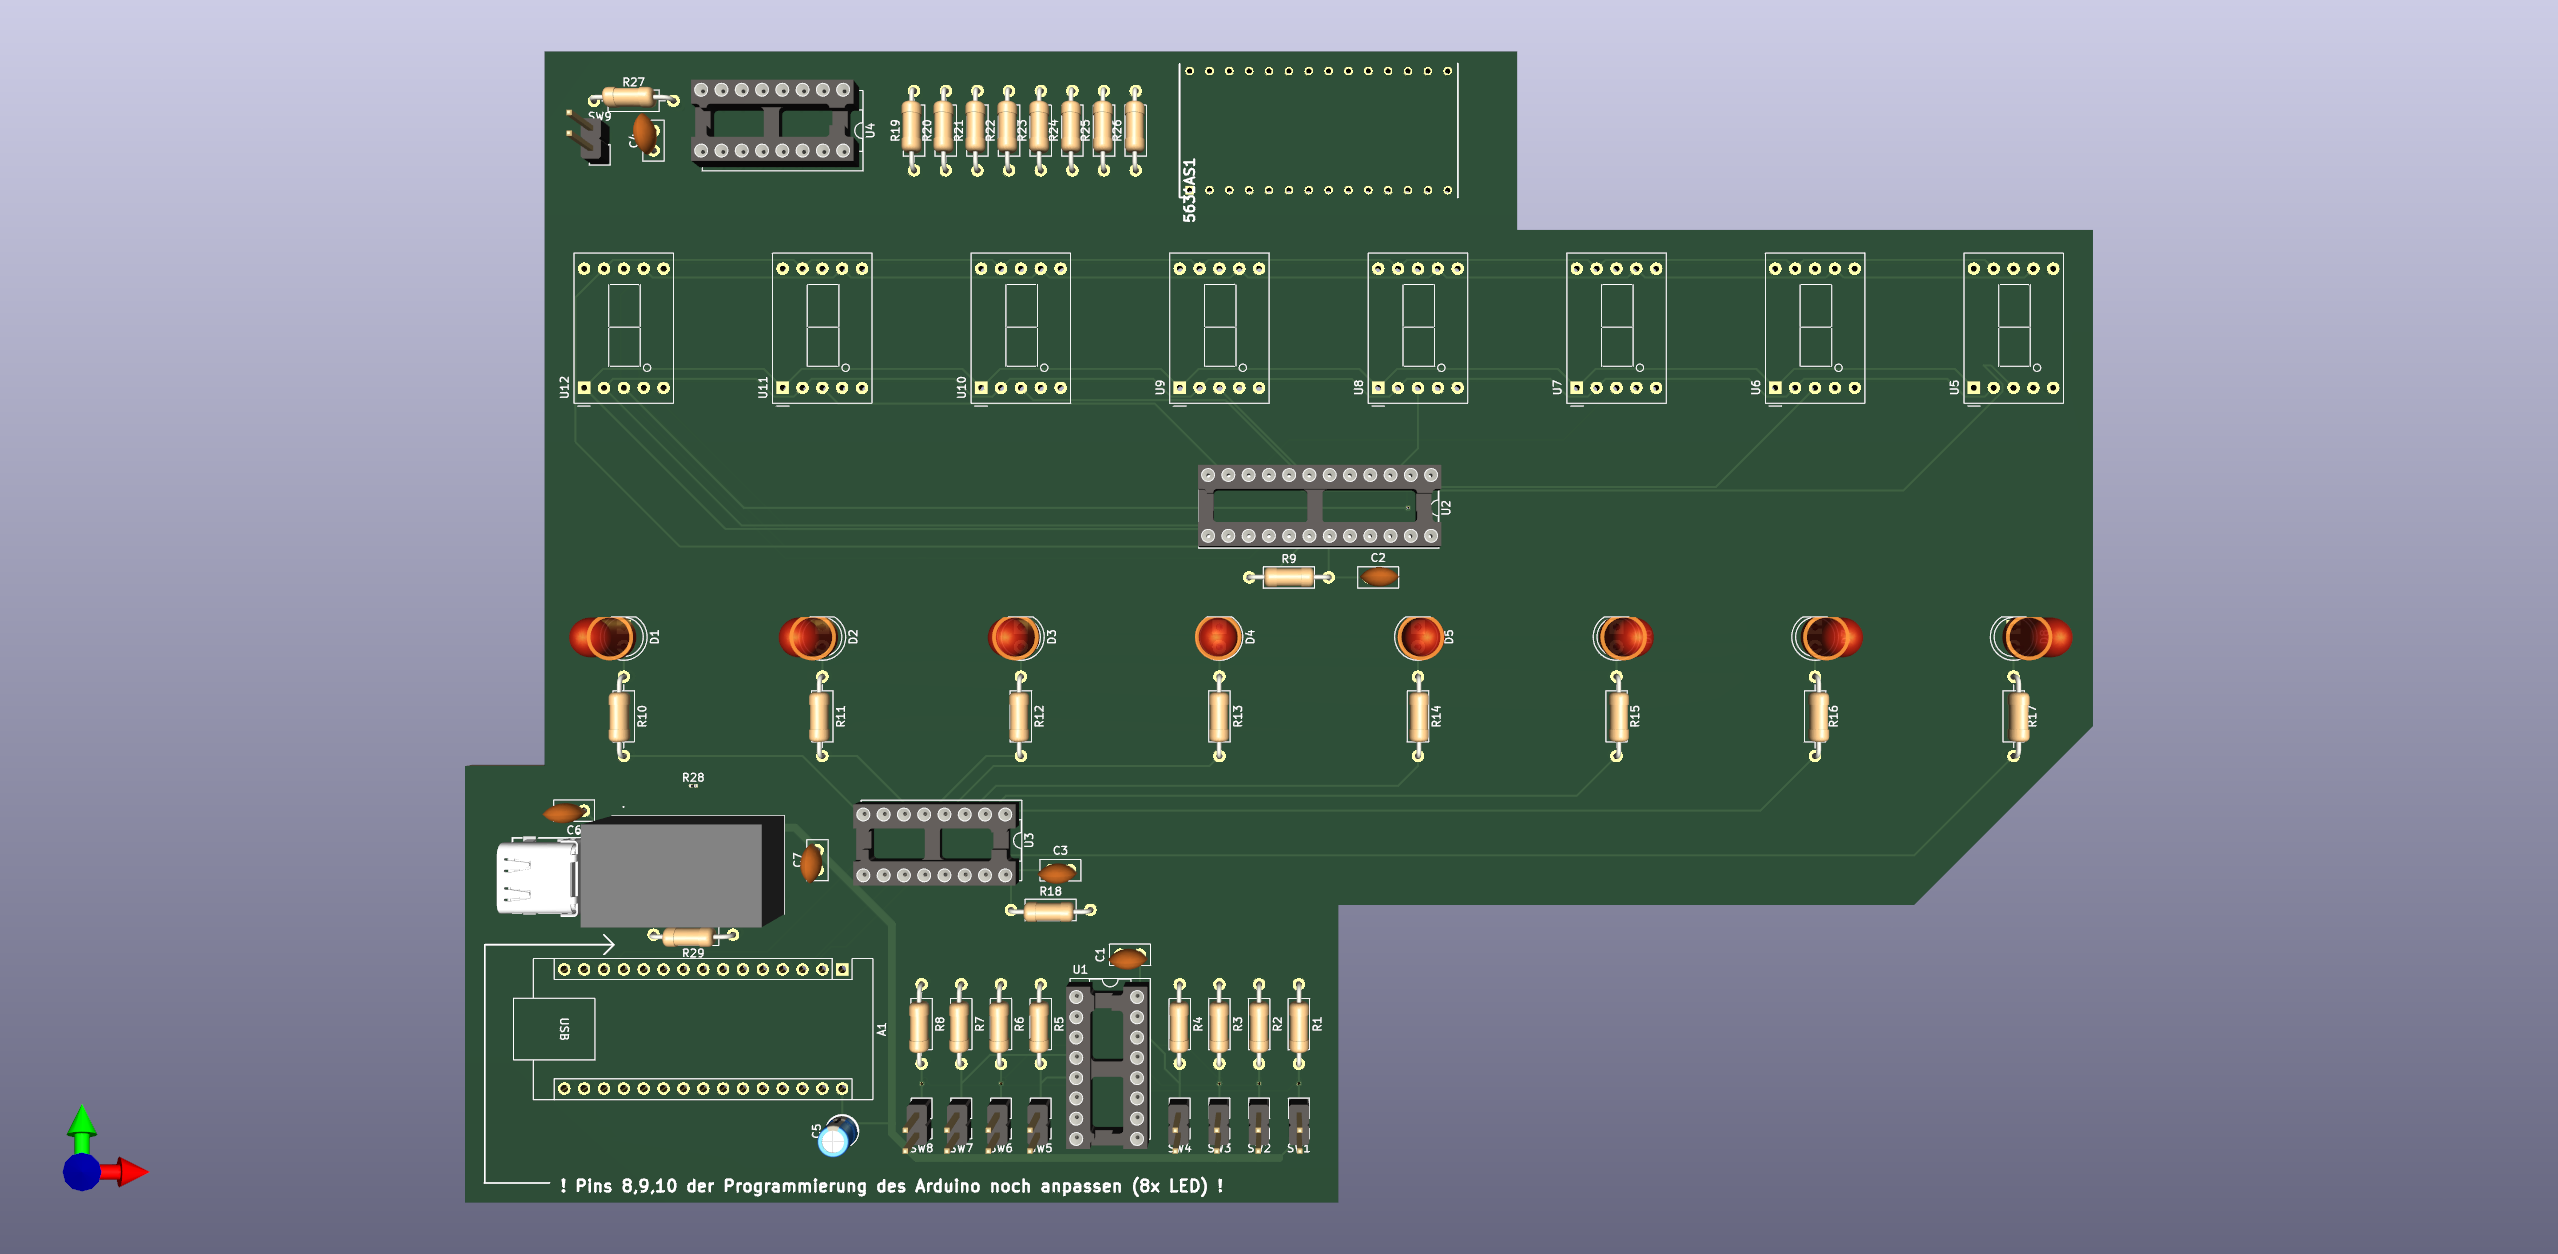 R27
SW9
U4
R19
R20
R21
R22
R23
R24
R25
R26
U12
U11
U10
U9
U8
U7
U6
U5
U2
R9
C2
D1
D2
D3
D4
D5
R10
R11
R12
R13
R14
R15
R16
R17
R28
C6
C7
U3
C3
R18
R29
C1
U1
USB
A1
R8
R7
R6
R5
R4
R3
R2
R1
C5
SW8
SW7
SW6
SW5
SW4
SW3
SW2
SW1
! Pins 8,9,10 der Programmierung des Arduino noch anpassen (8x LED) !